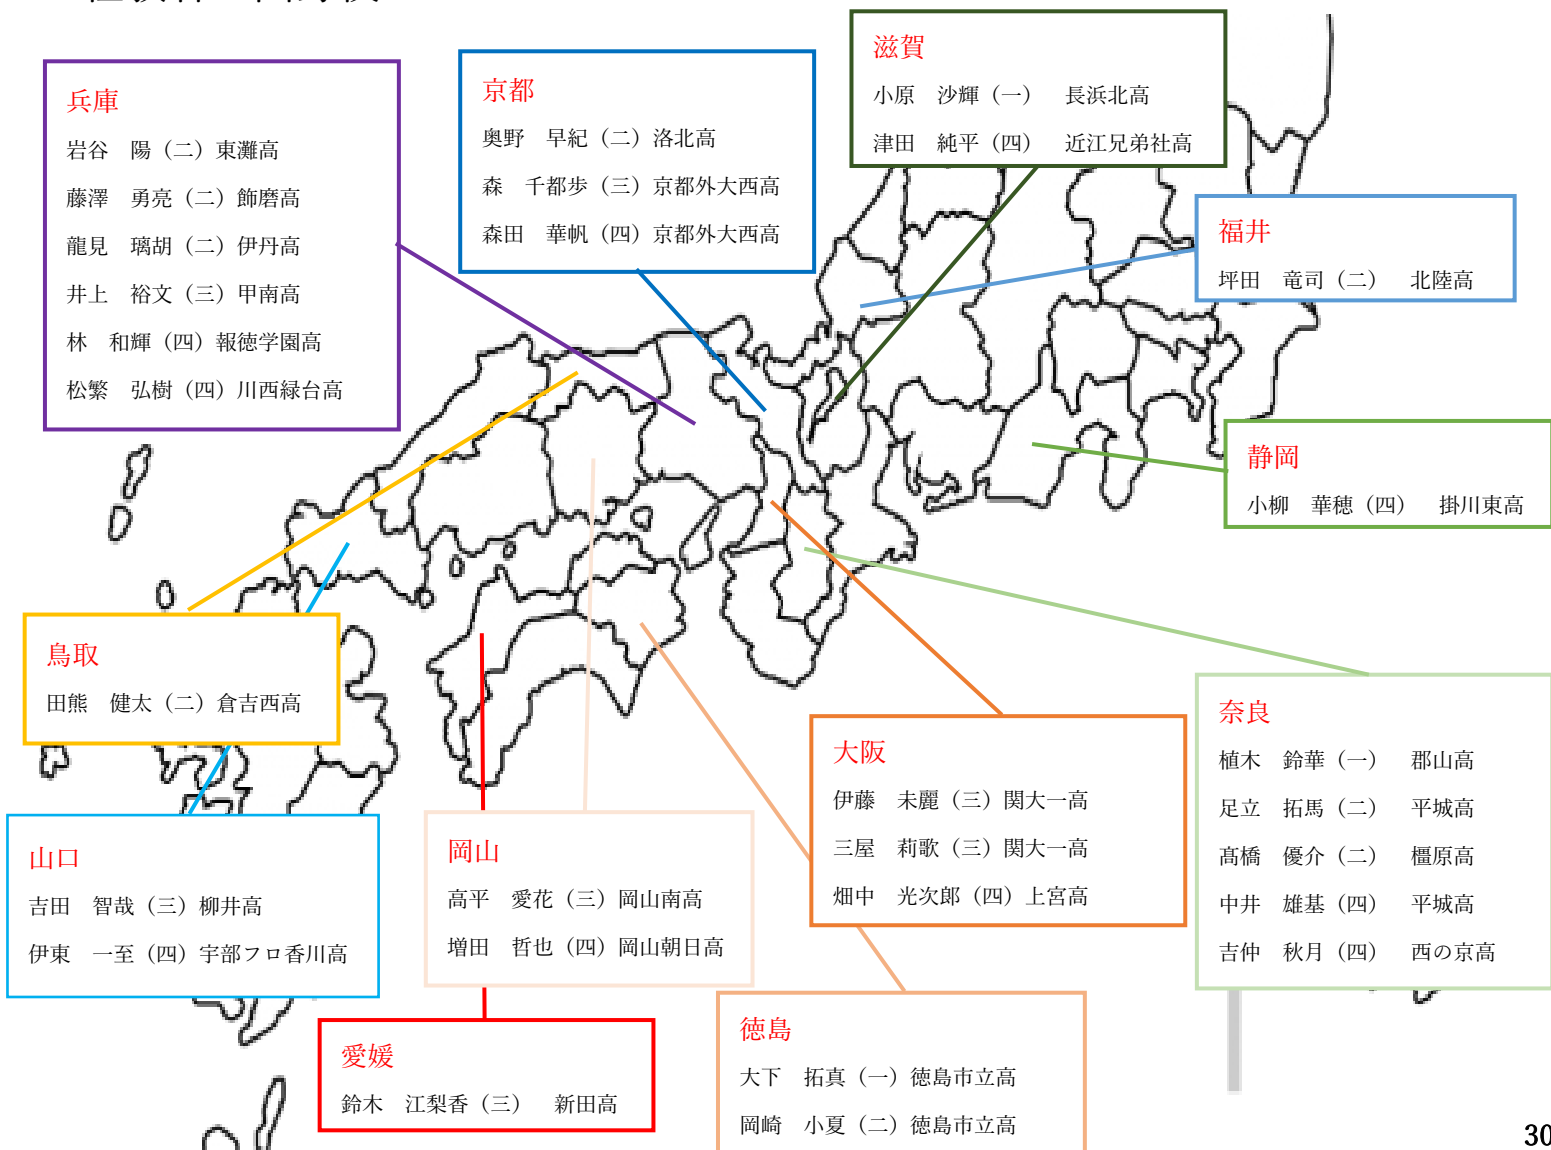 兵庫
岩谷　陽（二）東灘高
藤澤　勇亮（二）飾磨高
龍見　璃胡（二）伊丹高
井上　裕文（三）甲南高
林　和輝（四）報徳学園高
松繁　弘樹（四）川西緑台高
京都
奥野　早紀（二）洛北高
森　千都歩（三）京都外大西高
森田　華帆（四）京都外大西高
滋賀
小原　沙輝（一）　長浜北高
津田　純平（四）　近江兄弟社高
福井
坪田　竜司（二）　北陸高
静岡
小柳　華穂（四）　掛川東高
鳥取
田熊　健太（二）倉吉西高
山口
吉田　智哉（三）柳井高
伊東　一至（四）宇部フロ香川高
岡山
高平　愛花（三）岡山南高
増田　哲也（四）岡山朝日高
愛媛
鈴木　江梨香（三）　新田高
大阪
伊藤　未麗（三）関大一高
三屋　莉歌（三）関大一高
畑中　光次郎（四）上宮高
奈良
植木　鈴華（一）　郡山高
足立　拓馬（二）　平城高
髙橋　優介（二）　橿原高
中井　雄基（四）　平城高
吉仲　秋月（四）　西の京高
徳島
大下　拓真（一）徳島市立高
岡崎　小夏（二）徳島市立高
30